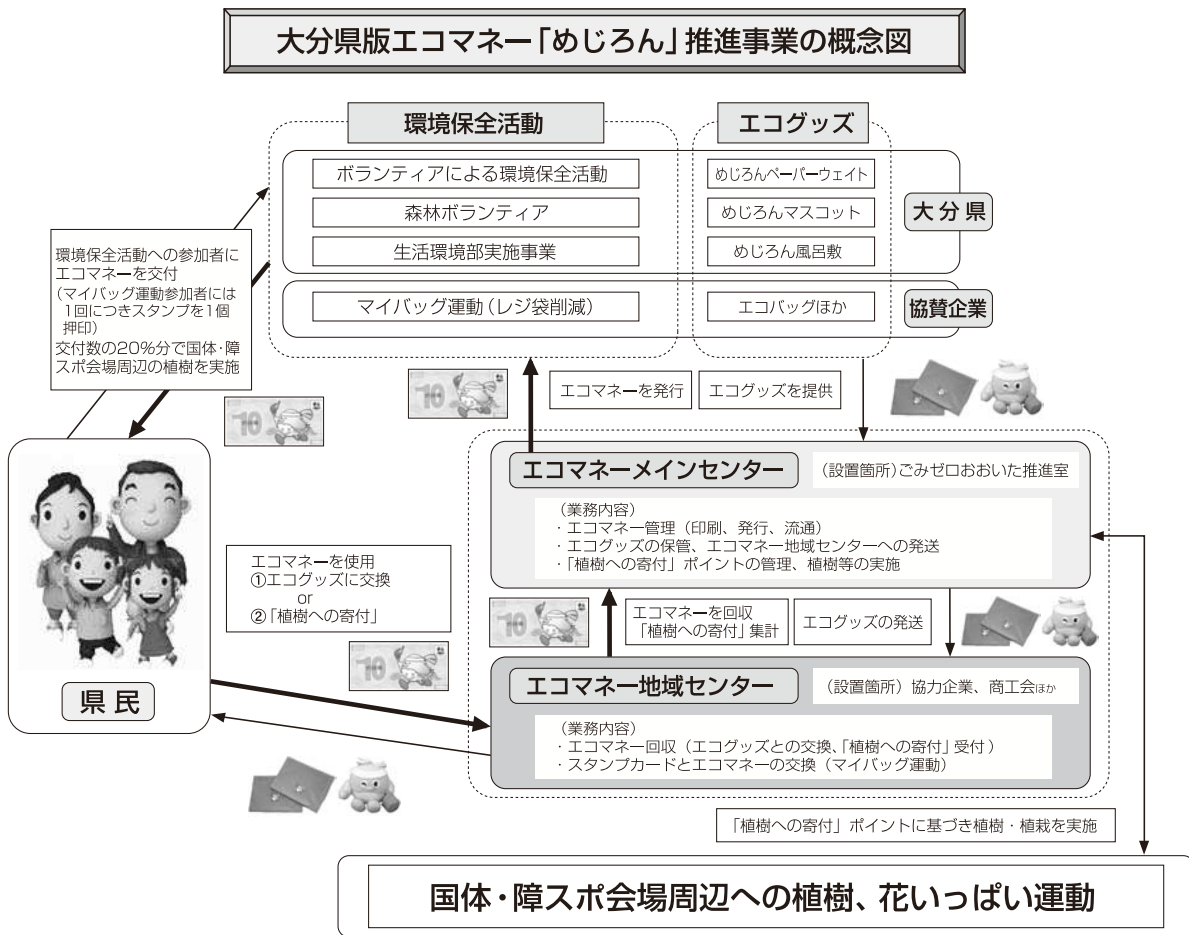 大分県版エコマネー「めじろん」推進事業の概念図
環境保全活動
エコグッズ
ボランティアによる環境保全活動
めじろんペーパーウェイト
森林ボランティア
めじろんマスコット
大分県
生活環境部実施事業
めじろん風呂敷
マイバッグ運動(レジ袋削減)
エコバッグほか
協賛企業
環境保全活動への参加者に
エコマネーを交付
(マイバッグ運動参加者には
1回につきスタンプを1個
押印)
交付数の20%分で国体・障
スポ会場周辺の植樹を実施
10
10
エコマネーを発行
エコグッズを提供
エコマネーメインセンター
(設置箇所)ごみゼロおおいた推進室
(業務内容)
・エコマネー管理(印刷、発行、流通)
・エコグッズの保管、エコマネー地域センターへの発送
・「植樹への寄付」ポイントの管理、植樹等の実施
県民
エコマネーを使用
①エコグッズに交換
or
②「植樹への寄付」
10
10
エコマネーを回収
「植樹への寄付」集計
エコグッズの発送
エコマネー地域センター
(設置箇所)協力企業、商工会ほか
(業務内容)
・エコマネー回収(エコグッズとの交換、「植樹への寄付」受付)
・スタンプカードとエコマネーの交換(マイバッグ運動)
「植樹への寄付」ポイントに基づき植樹・植栽を実施
国体・障スポ会場周辺への植樹、花いっぱい運動